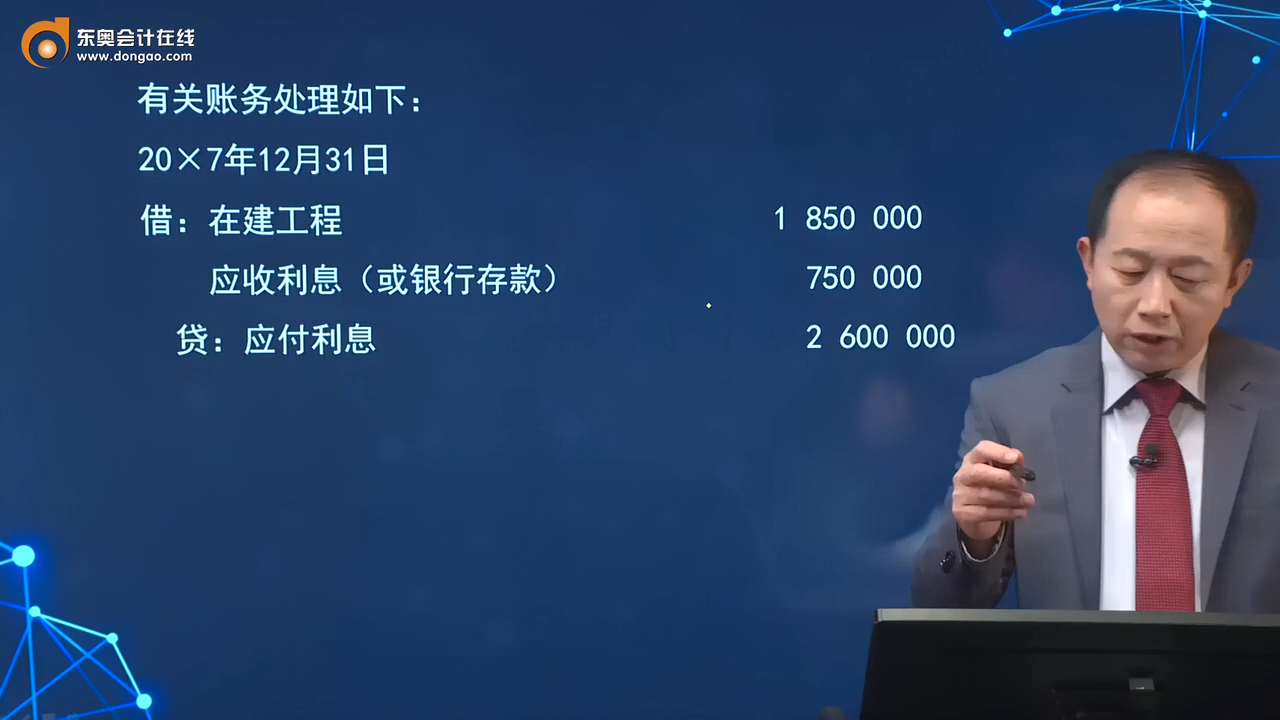 东奥会计在线
www.dongao.com
有关账务处理如下：
20×7年12月31日
借：在建工程 1 850 000
应收利息（或银行存款） 750 000
贷：应付利息 2 600 000